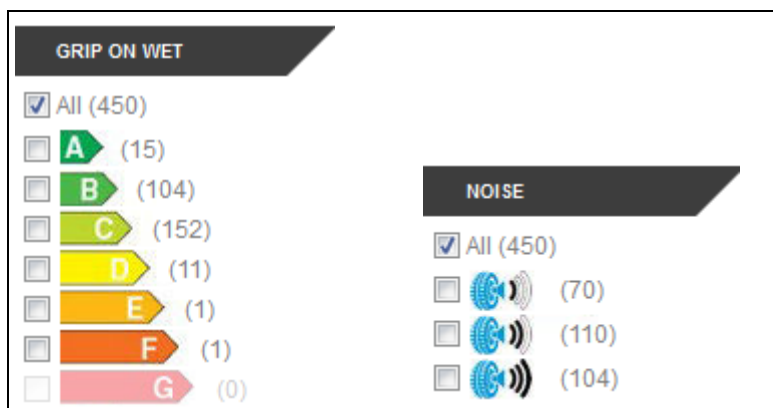 GRIP ON WET
All (450)
A (15)
B (104)
C (152)
D (11)
E (1)
F (1)
G (0)
NOISE
All (450)
(70)
(110)
(104)